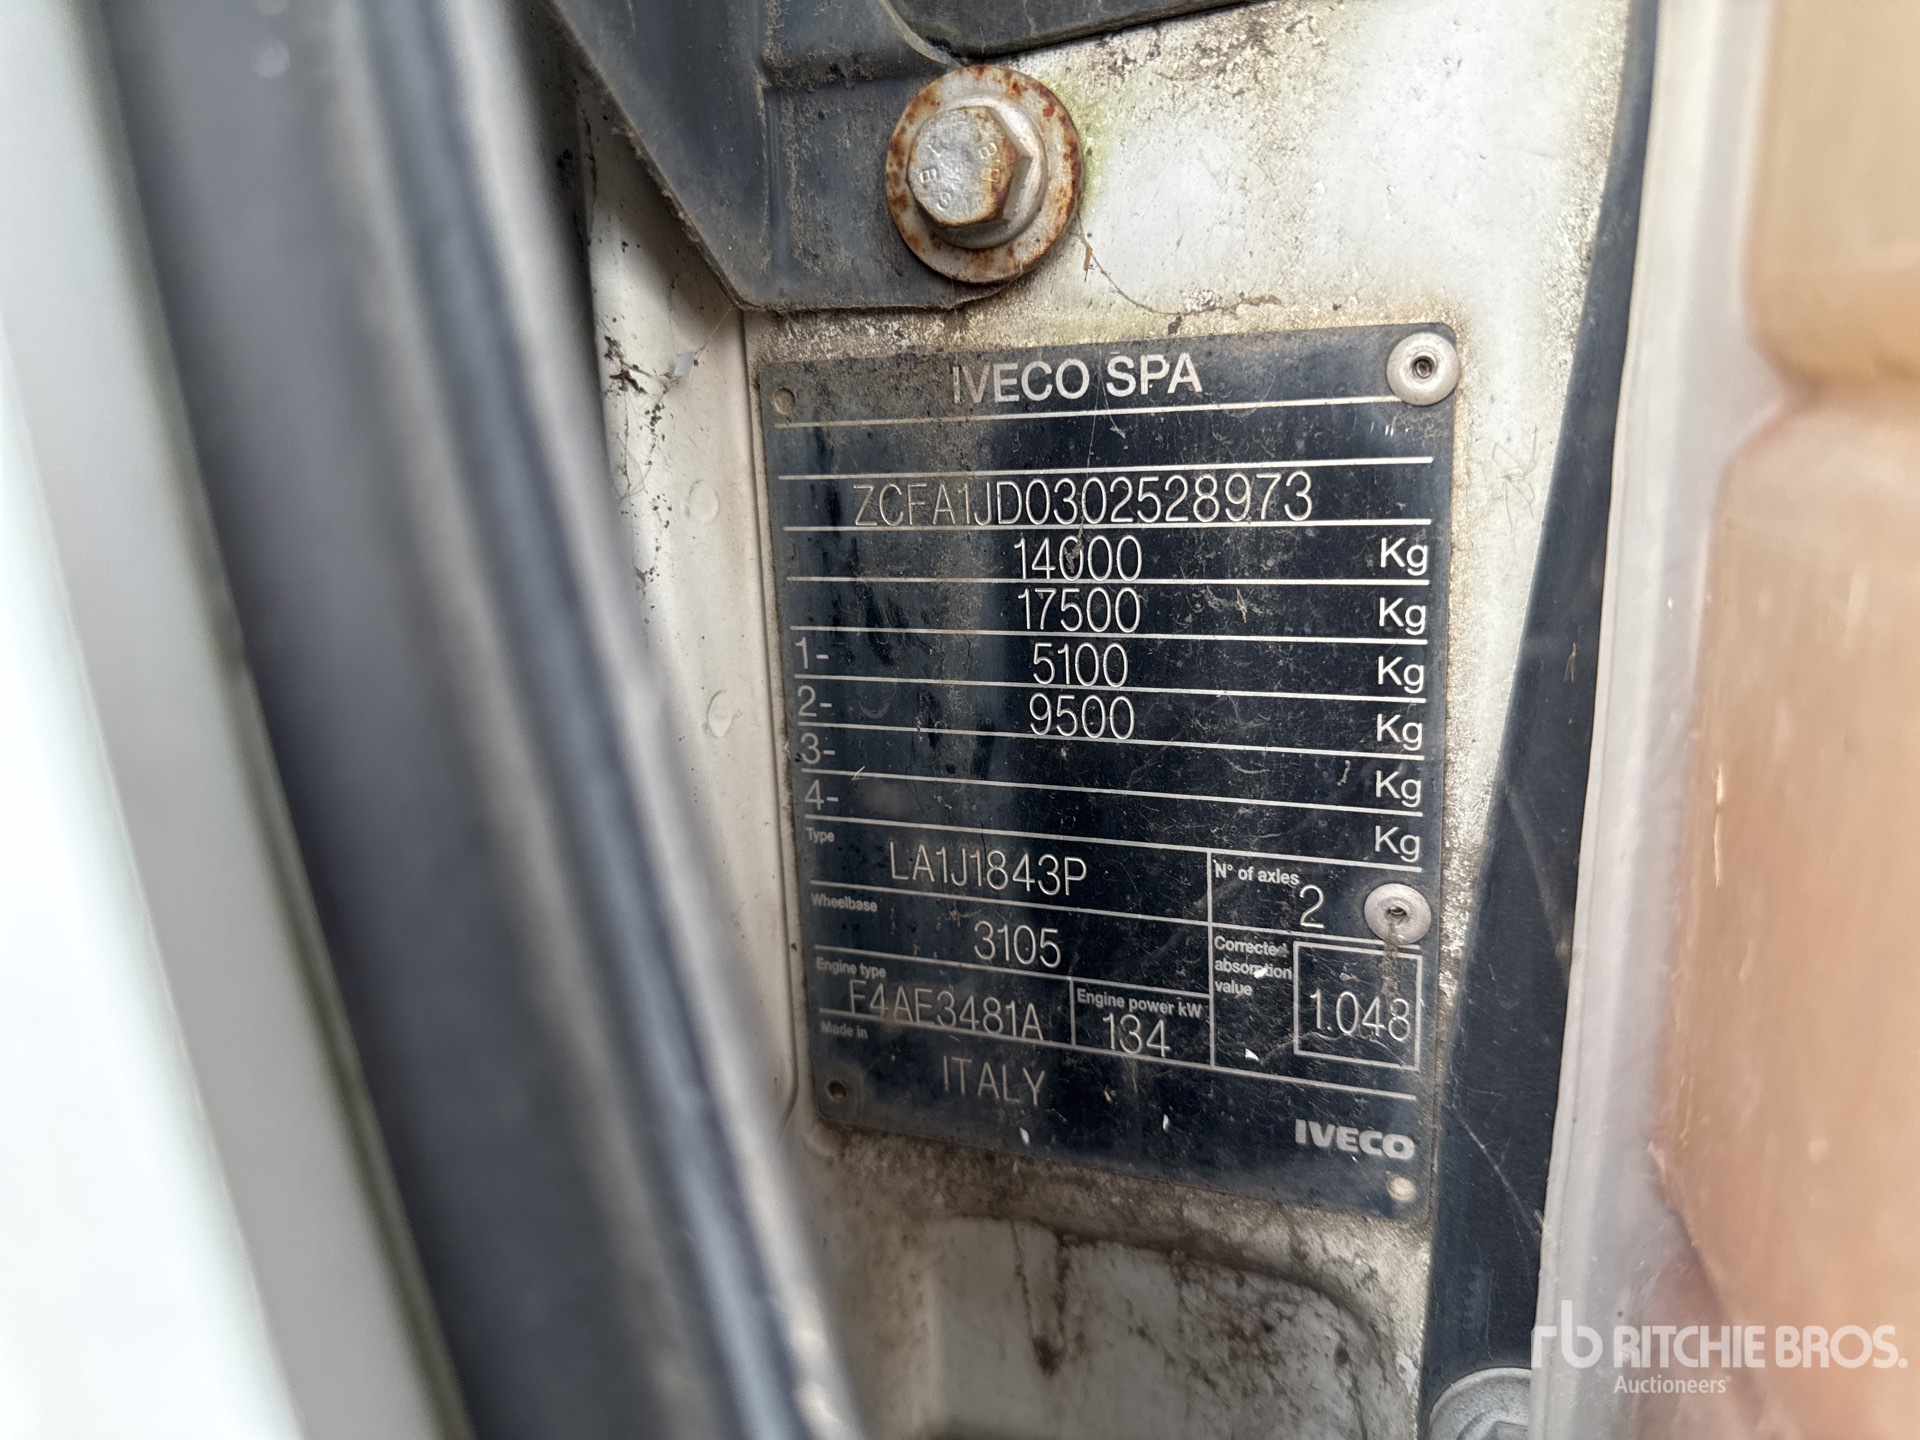 IVECO SPA
ZCFA1JD0302528973
14000 Kg
17500 Kg
1- 5100 Kg
2- 9500 Kg
3- Kg
4- Kg
Type LA1J1843P N° of axles 2
Wheelbase 3105 Corrected absorption value 1.048
Engine type F4AE3481A Engine power kW 134
Made in ITALY
IVECO
rb RITCHIE BROS.
Auctioneers